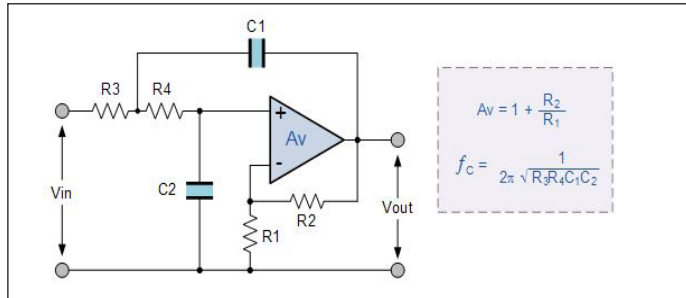 C1
R3
R4
+
Av
-
C2
Vin
R2
R1
Vout
Av = 1 + R₂/R₁
fC = 1/(2π √R₃R₄C₁C₂)